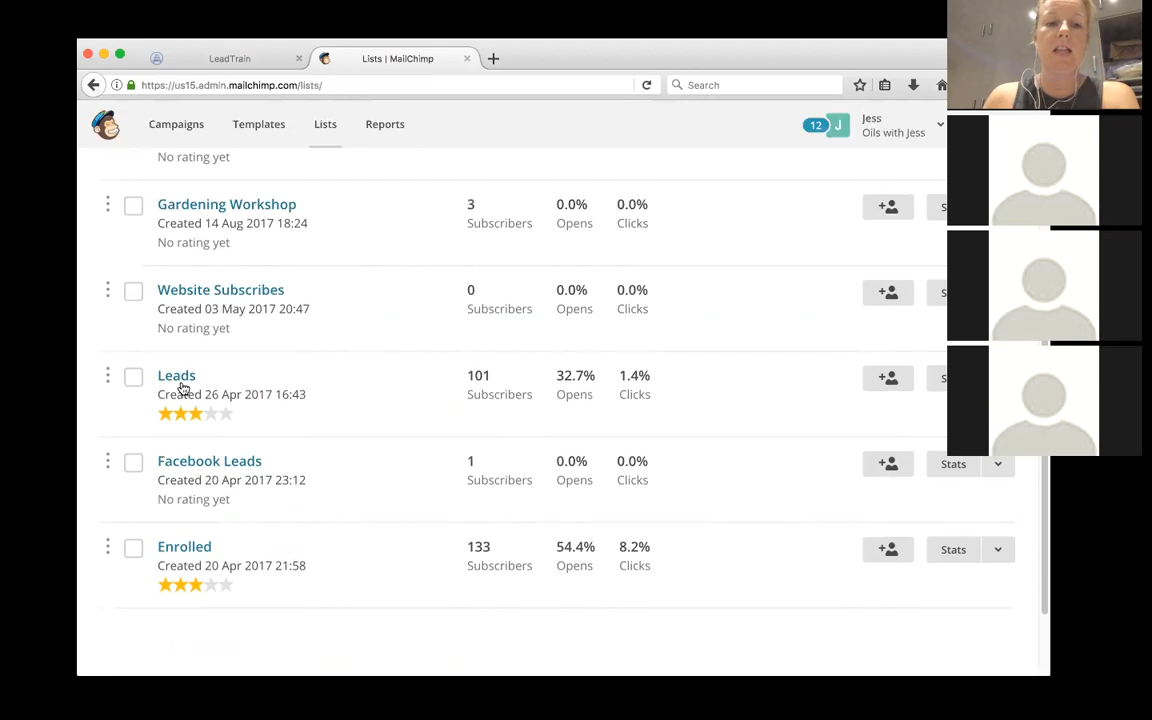 LeadTrain
Lists | MailChimp
https://us15.admin.mailchimp.com/lists/
Search
Campaigns
Templates
Lists
Reports
12
J
Jess
Oils with Jess
No rating yet
Gardening Workshop
3
0.0%
0.0%
Created 14 Aug 2017 18:24
Subscribers
Opens
Clicks
No rating yet
S
Website Subscribes
0
0.0%
0.0%
Created 03 May 2017 20:47
Subscribers
Opens
Clicks
No rating yet
S
Leads
101
32.7%
1.4%
Created 26 Apr 2017 16:43
Subscribers
Opens
Clicks
S
Facebook Leads
1
0.0%
0.0%
Created 20 Apr 2017 23:12
Subscribers
Opens
Clicks
Stats
No rating yet
Enrolled
133
54.4%
8.2%
Created 20 Apr 2017 21:58
Subscribers
Opens
Clicks
Stats